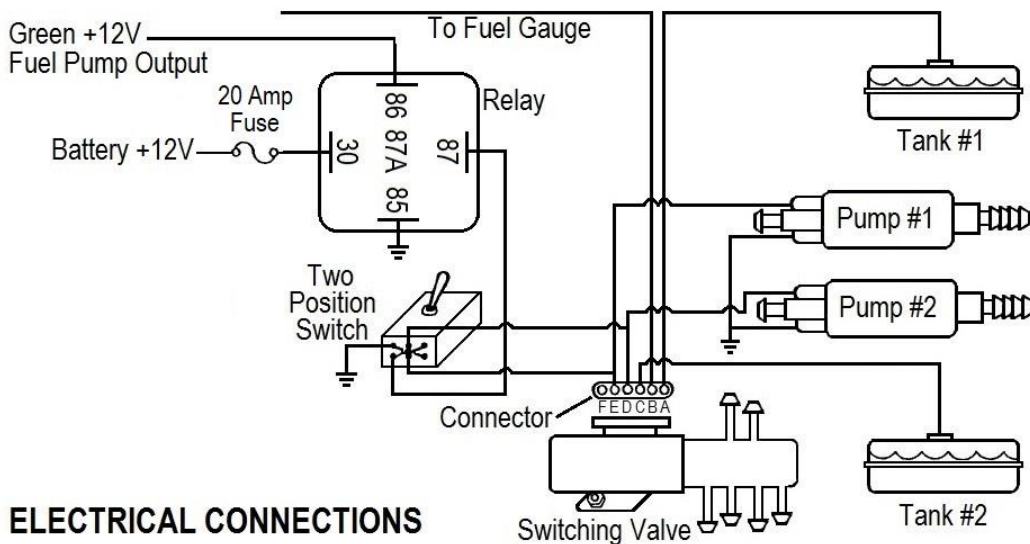 To Fuel Gauge
Green +12V
Fuel Pump Output
20 Amp
Fuse
Relay
86
87A
85
30
87
Battery +12V
Tank #1
Pump #1
Two
Position
Switch
Pump #2
Connector
FEDCBA
Switching Valve
Tank #2
ELECTRICAL CONNECTIONS